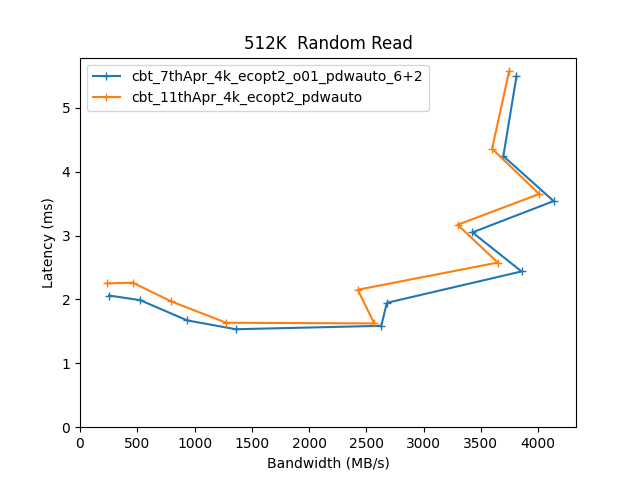 512K  Random Read
cbt_7thApr_4k_ecopt2_o01_pdwauto_6+2
cbt_11thApr_4k_ecopt2_pdwauto
Latency (ms)
5
4
3
2
1
0
0 500 1000 1500 2000 2500 3000 3500 4000
Bandwidth (MB/s)